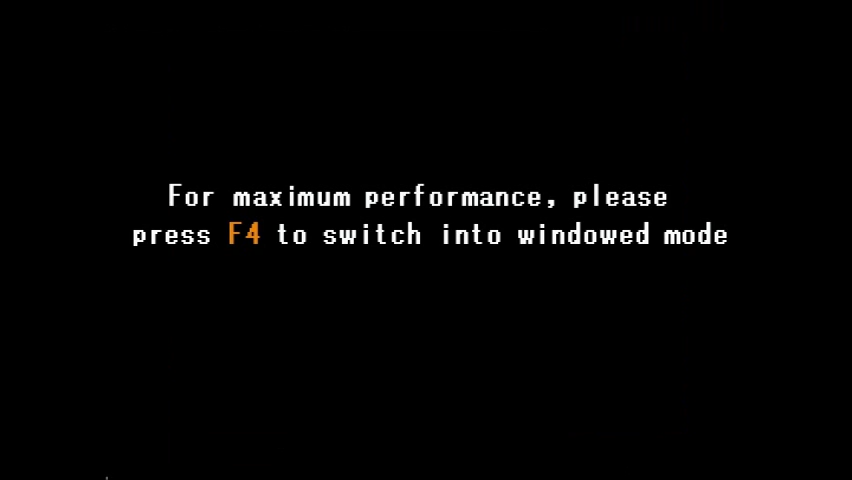 For maximum performance, please
press F4 to switch into windowed mode